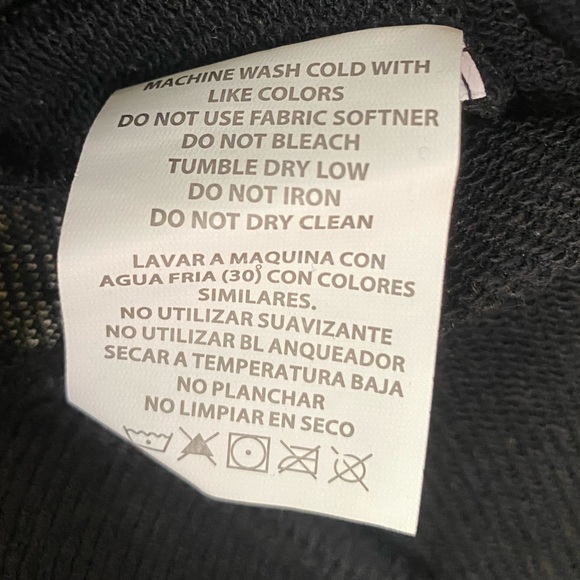 MACHINE WASH COLD WITH
LIKE COLORS
DO NOT USE FABRIC SOFTNER
DO NOT BLEACH
TUMBLE DRY LOW
DO NOT IRON
DO NOT DRY CLEAN
LAVAR A MAQUINA CON
AGUA FRIA (30°) CON COLORES
SIMILARES.
NO UTILIZAR SUAVIZANTE
NO UTILIZAR BL ANQUEADOR
SECAR A TEMPERATURA BAJA
NO PLANCHAR
NO LIMPIAR EN SECO